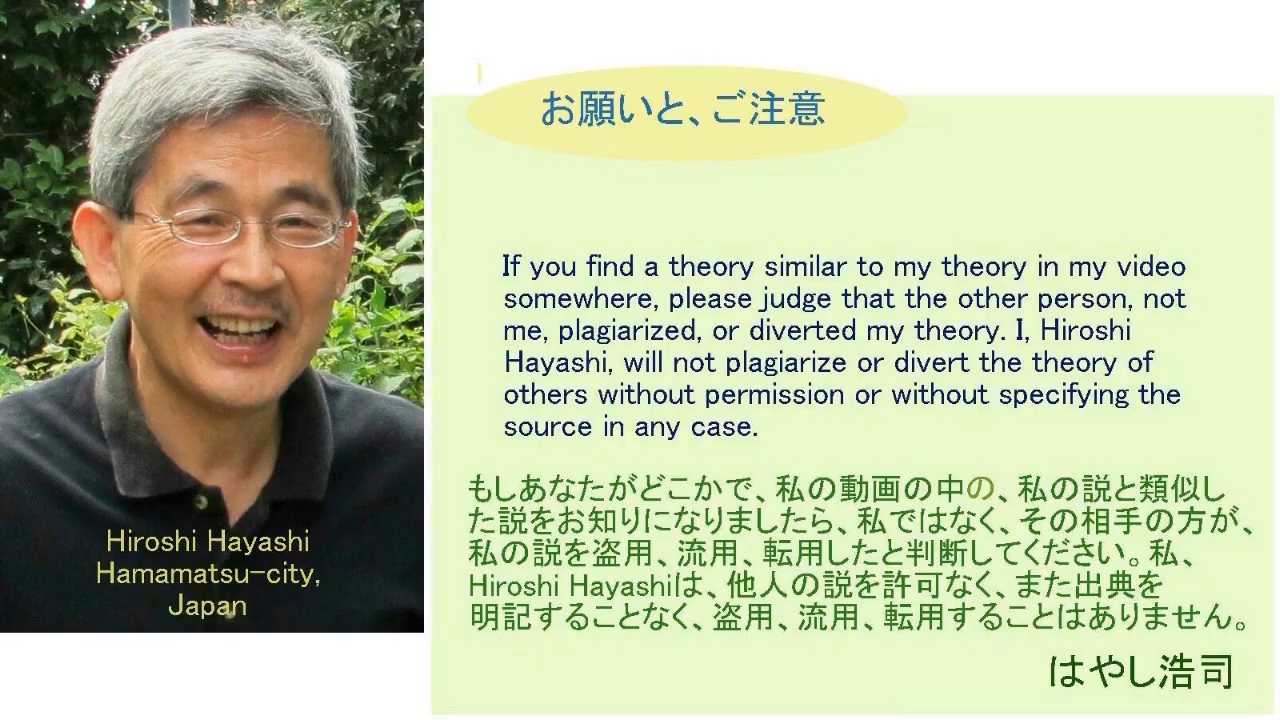 お願いと、ご注意
If you find a theory similar to my theory in my video
somewhere, please judge that the other person, not
me, plagiarized, or diverted my theory. I, Hiroshi
Hayashi, will not plagiarize or divert the theory of
others without permission or without specifying the
source in any case.
もしあなたがどこかで、私の動画の中の、私の説と類似し
た説をお知りになりましたら、私ではなく、その相手の方が、
私の説を盗用、流用、転用したと判断してください。私、
Hiroshi Hayashiは、他人の説を許可なく、また出典を
明記することなく、盗用、流用、転用することはありません。
はやし浩司
Hiroshi Hayashi
Hamamatsu-city,
Japan